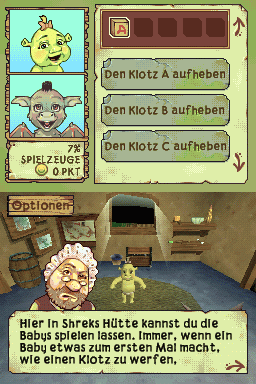 A
Den Klotz A aufheben
Den Klotz B aufheben
Den Klotz C aufheben
7%
SPIELZEUGE
0 PKT
Optionen
Hier in Shreks Hütte kannst du die
Babys spielen lassen. Immer, wenn ein
Baby etwas zum ersten Mal macht,
wie einen Klotz zu werfen,